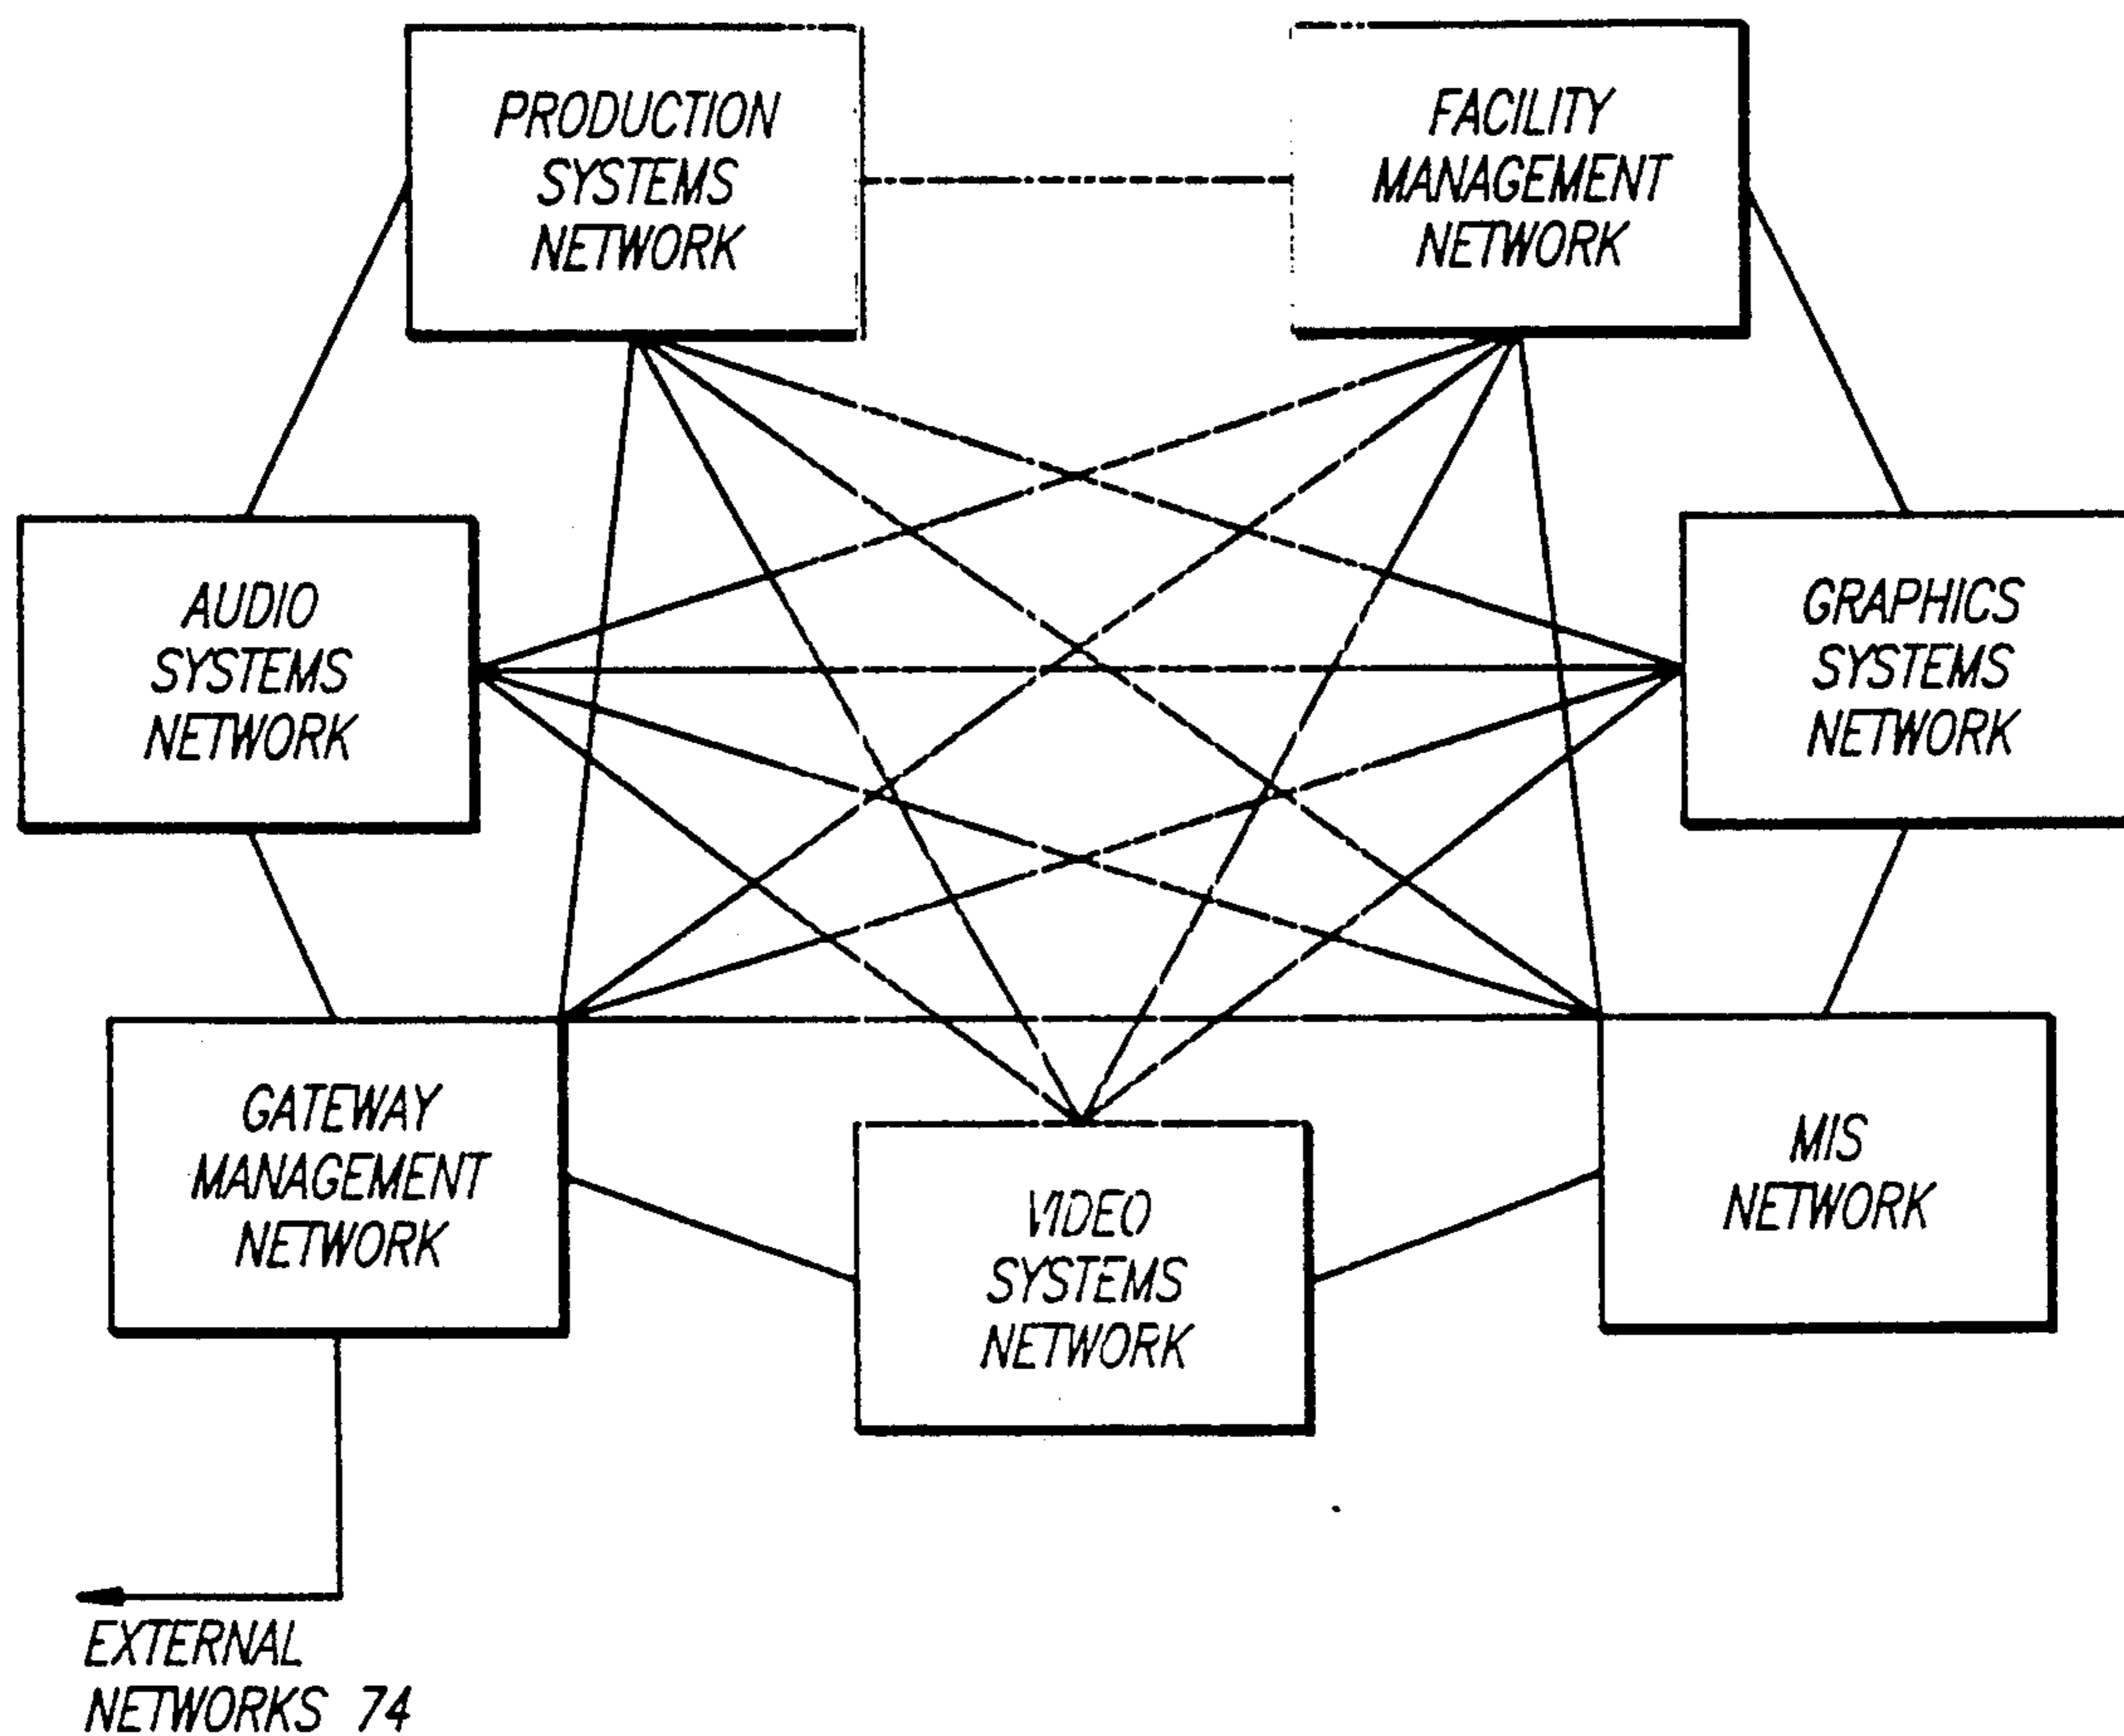 PRODUCTION
SYSTEMS
NETWORK
FACILITY
MANAGEMENT
NETWORK
AUDIO
SYSTEMS
NETWORK
GRAPHICS
SYSTEMS
NETWORK
GATEWAY
MANAGEMENT
NETWORK
VIDEO
SYSTEMS
NETWORK
MIS
NETWORK
EXTERNAL
NETWORKS 74